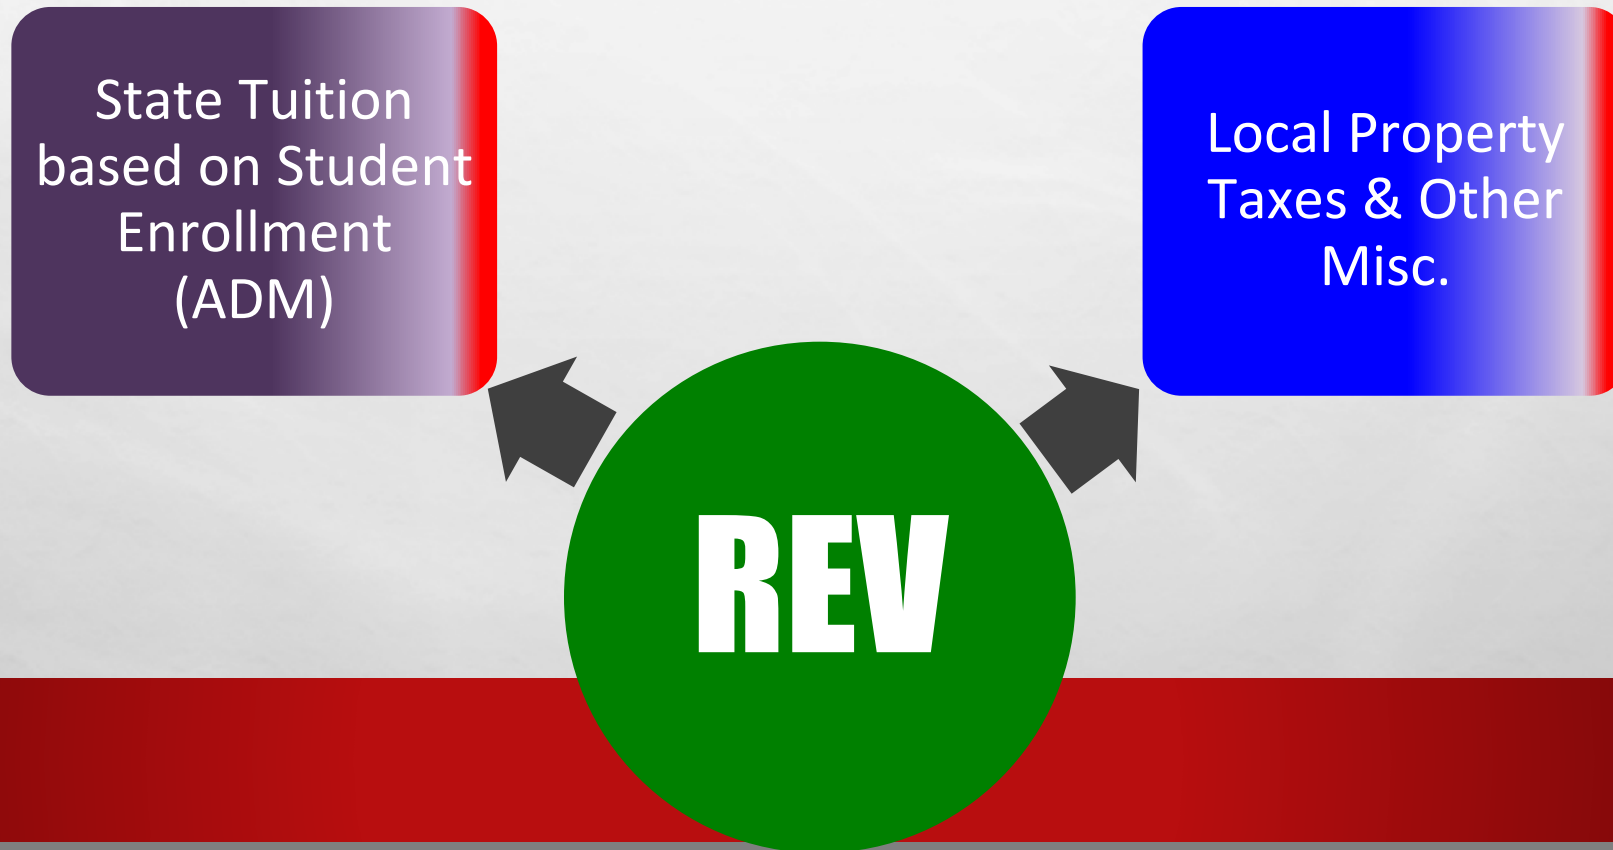 State Tuition
based on Student
Enrollment
(ADM)
Local Property
Taxes & Other
Misc.
REV